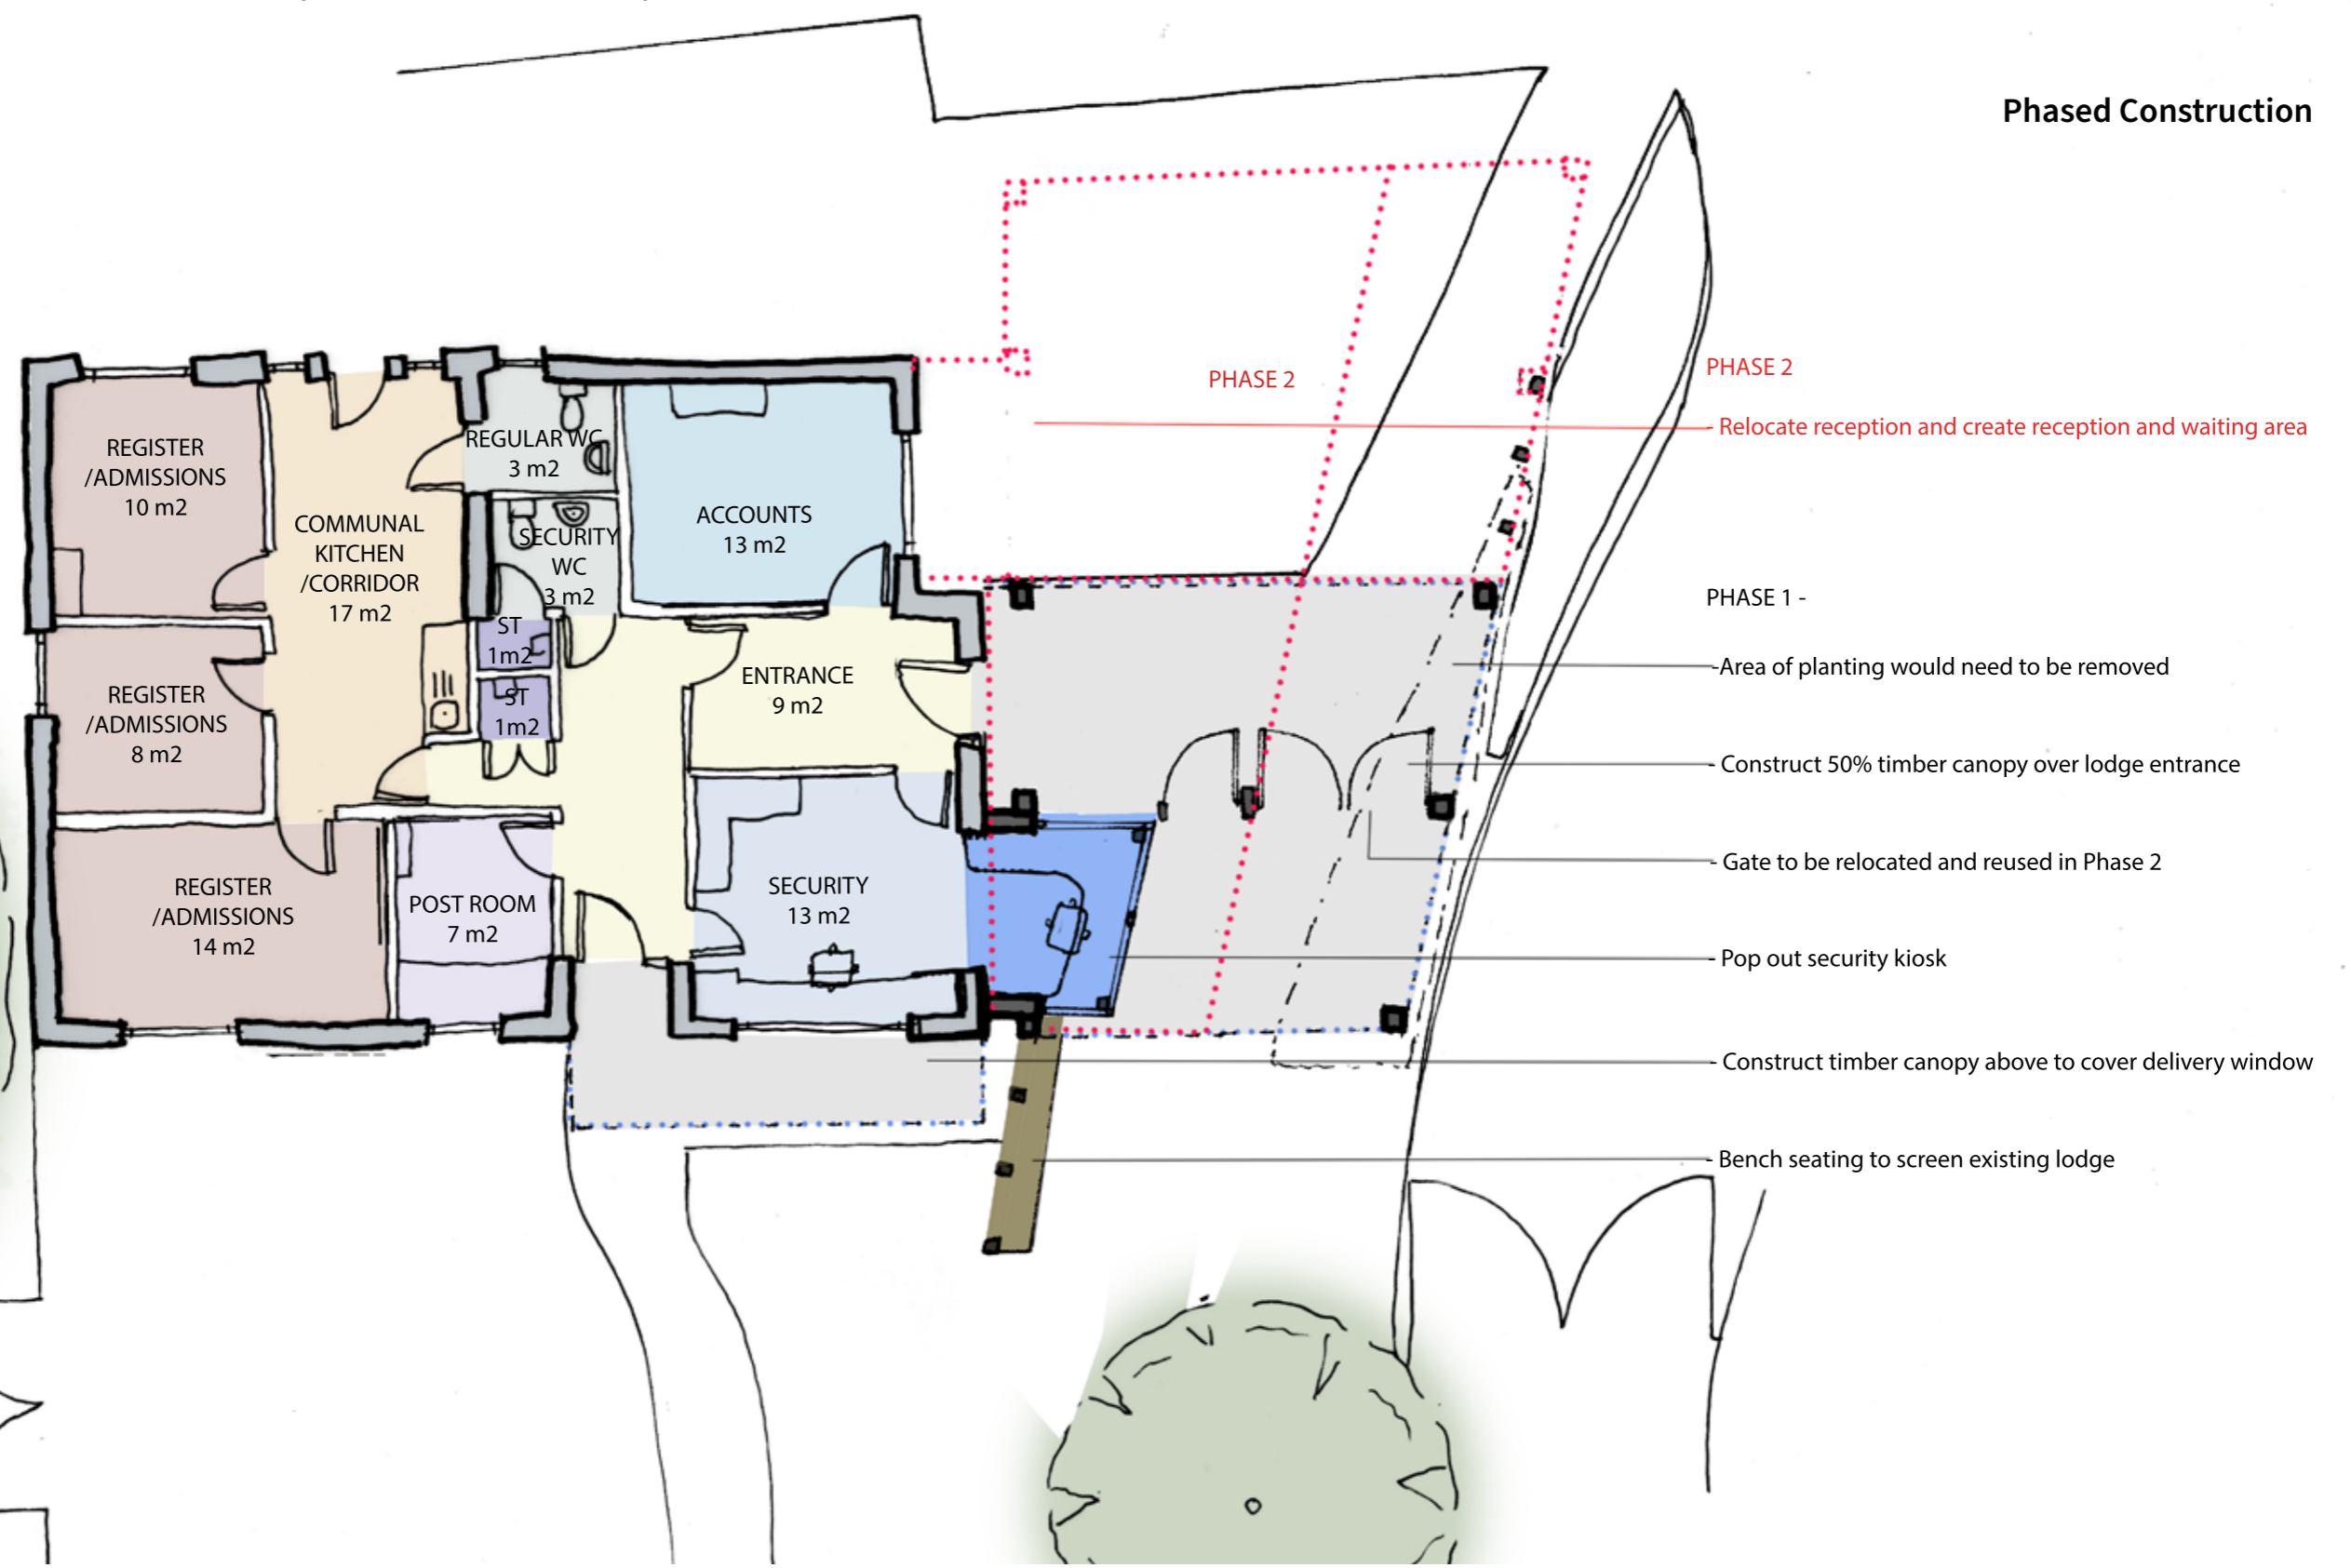 Phased Construction
PHASE 2
PHASE 2
- Relocate reception and create reception and waiting area
REGISTER
/ADMISSIONS
10 m2
COMMUNAL
KITCHEN
/CORRIDOR
17 m2
REGULAR WC
3 m2
SECURITY
WC
3 m2
ACCOUNTS
13 m2
ST
1m2
ST
1m2
ENTRANCE
9 m2
REGISTER
/ADMISSIONS
8 m2
REGISTER
/ADMISSIONS
14 m2
POST ROOM
7 m2
SECURITY
13 m2
PHASE 1 -
-Area of planting would need to be removed
- Construct 50% timber canopy over lodge entrance
- Gate to be relocated and reused in Phase 2
- Pop out security kiosk
- Construct timber canopy above to cover delivery window
- Bench seating to screen existing lodge